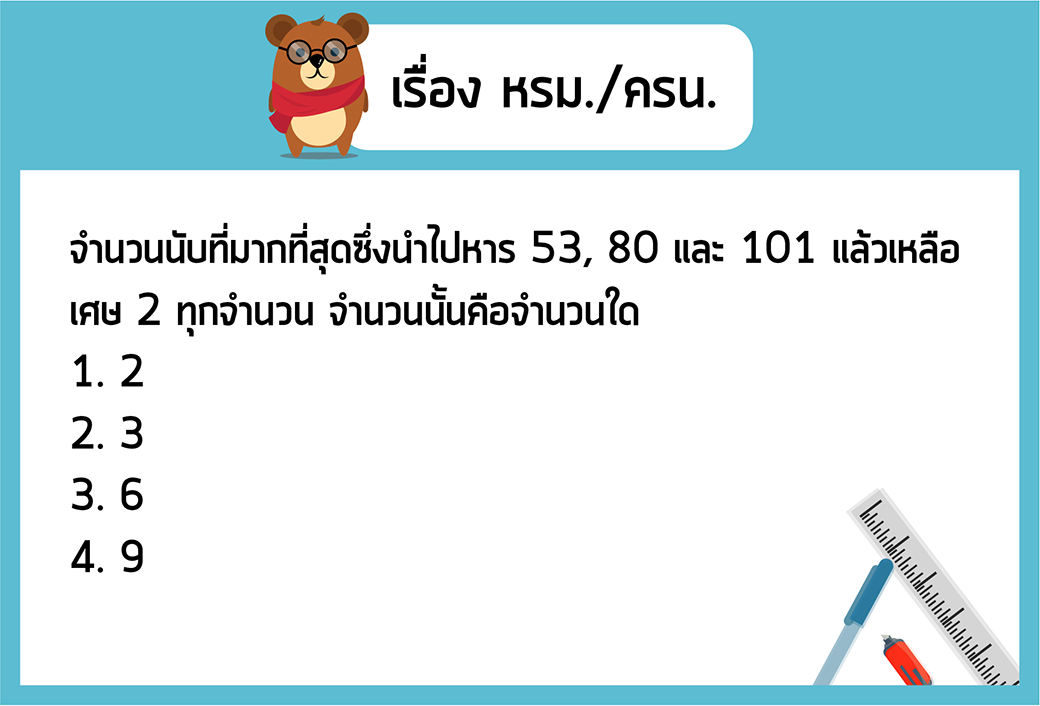 เรื่อง หรม./ครน.
จำนวนนับที่มากที่สุดซึ่งนำไปหาร 53, 80 และ 101 แล้วเหลือ
เศษ 2 ทุกจำนวน จำนวนนั้นคือจำนวนใด
1. 2
2. 3
3. 6
4. 9